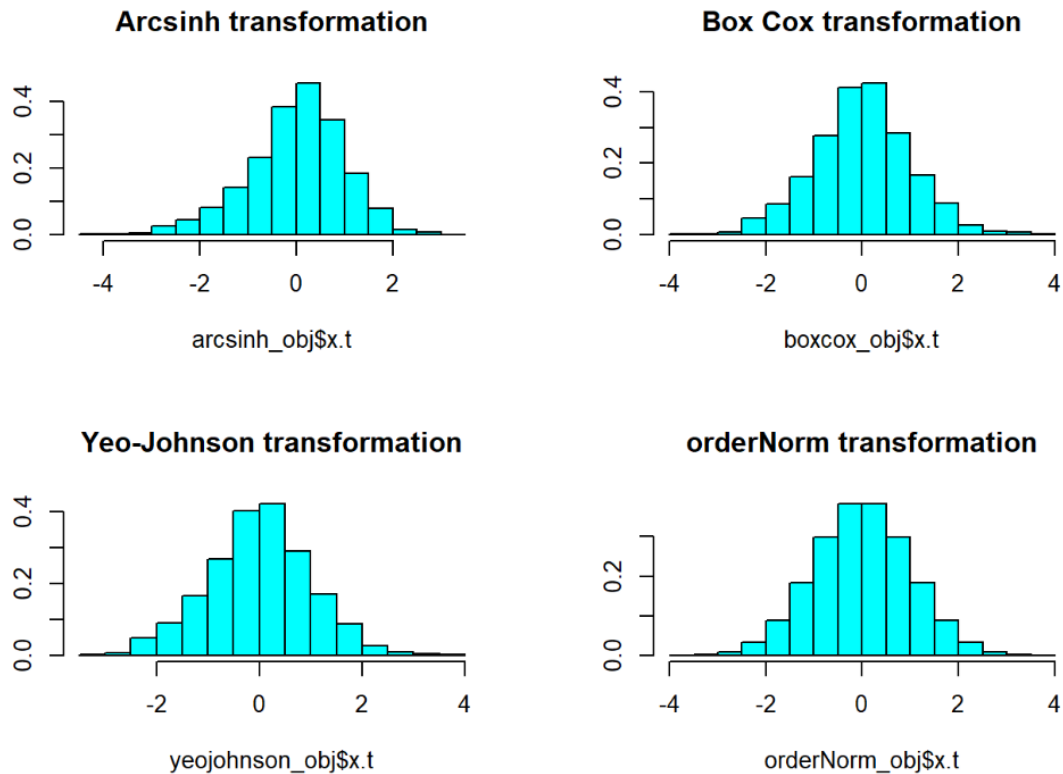 Arcsinh transformation
0.0 0.2 0.4
-4 -2 0 2
arcsinh_obj$x.t
Box Cox transformation
0.0 0.2 0.4
-4 -2 0 2 4
boxcox_obj$x.t
Yeo-Johnson transformation
0.0 0.2 0.4
-2 0 2 4
yeojohnson_obj$x.t
orderNorm transformation
0.0 0.2
-4 -2 0 2 4
orderNorm_obj$x.t